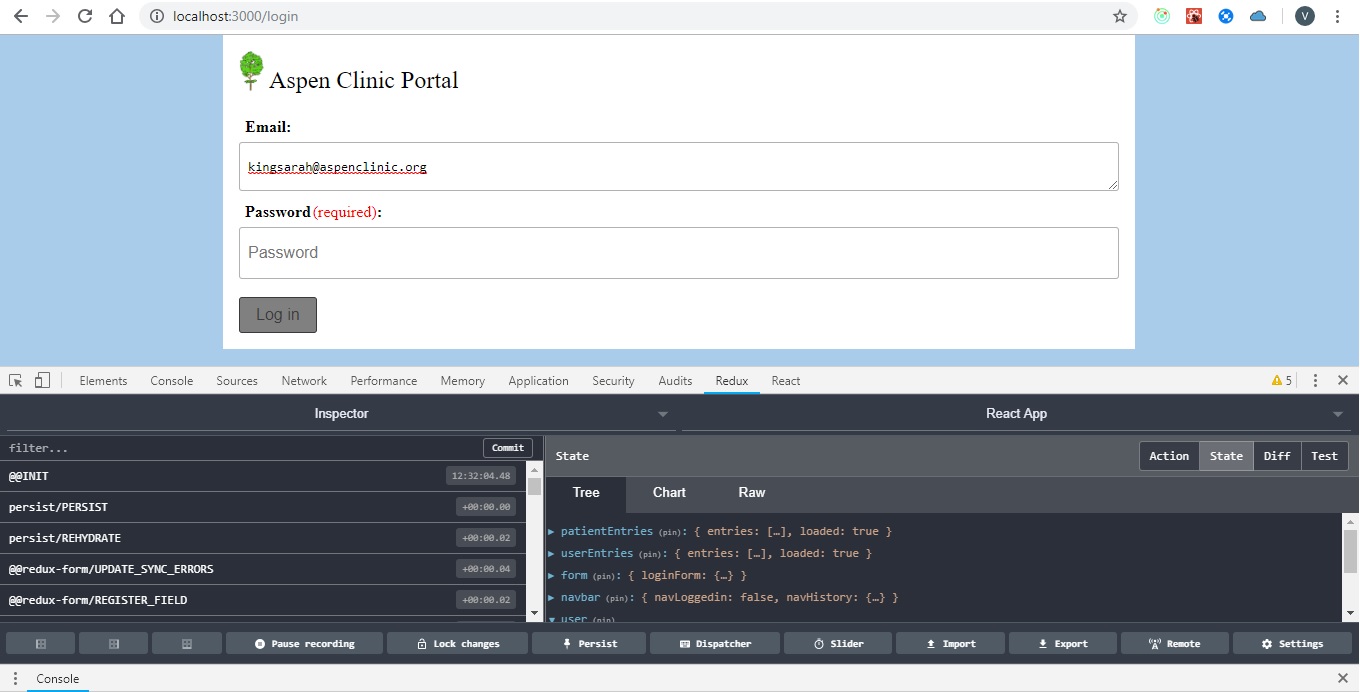 localhost:3000/login
V
Aspen Clinic Portal
Email:
kingsarah@aspenclinic.org
Password (required):
Password
Log in
Elements Console Sources Network Performance Memory Application Security Audits Redux React 5
Inspector React App
filter... Commit
State Action State Diff Test
@@INIT 12:32:04.48
Tree Chart Raw
persist/PERSIST +00:00.00
patientEntries (pin): { entries: […], loaded: true }
persist/REHYDRATE +00:00.02
userEntries (pin): { entries: […], loaded: true }
@@redux-form/UPDATE_SYNC_ERRORS +00:00.04
form (pin): { loginForm: {…} }
@@redux-form/REGISTER_FIELD +00:00.02
navbar (pin): { navLoggedin: false, navHistory: {…} }
user (pin)
Pause recording Lock changes Persist Dispatcher Slider Import Export Remote Settings
Console